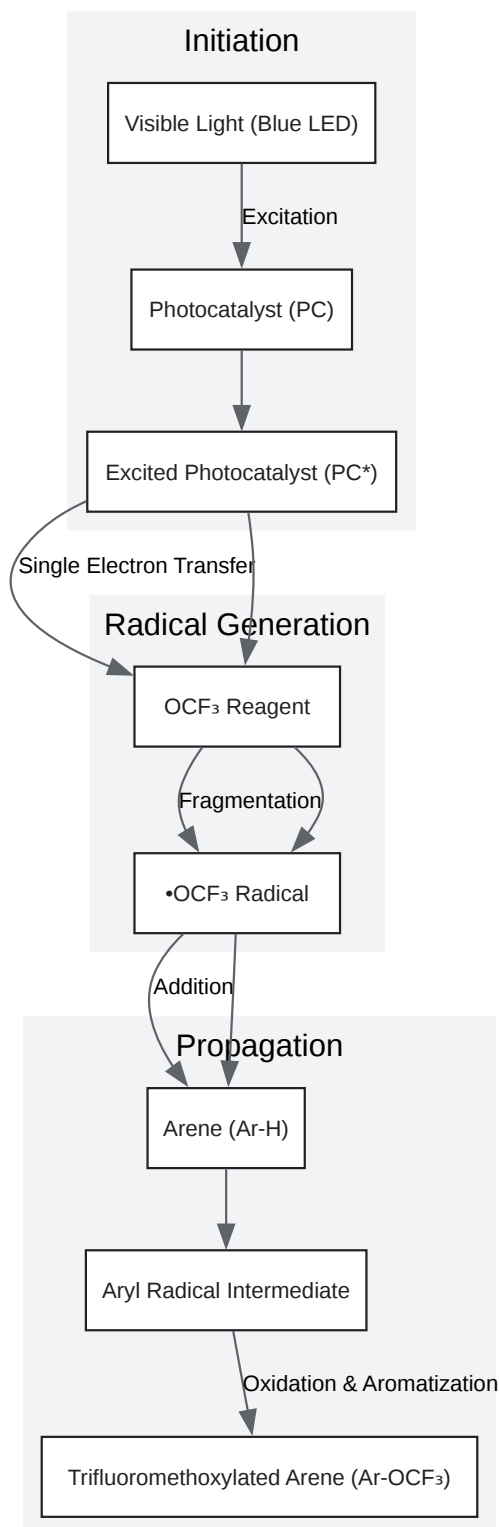 Initiation
Visible Light (Blue LED)
Excitation
Photocatalyst (PC)
Excited Photocatalyst (PC*)
Single Electron Transfer
Radical Generation
OCF₃ Reagent
Fragmentation
•OCF₃ Radical
Addition
Propagation
Arene (Ar-H)
Aryl Radical Intermediate
Oxidation & Aromatization
Trifluoromethoxylated Arene (Ar-OCF₃)